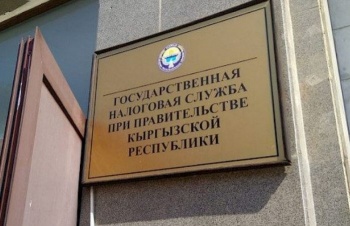 ГОСУДАРСТВЕННАЯ
НАЛОГОВАЯ СЛУЖБА
ПРИ ПРАВИТЕЛЬСТВЕ
КЫРГЫЗСКОЙ
РЕСПУБЛИКИ